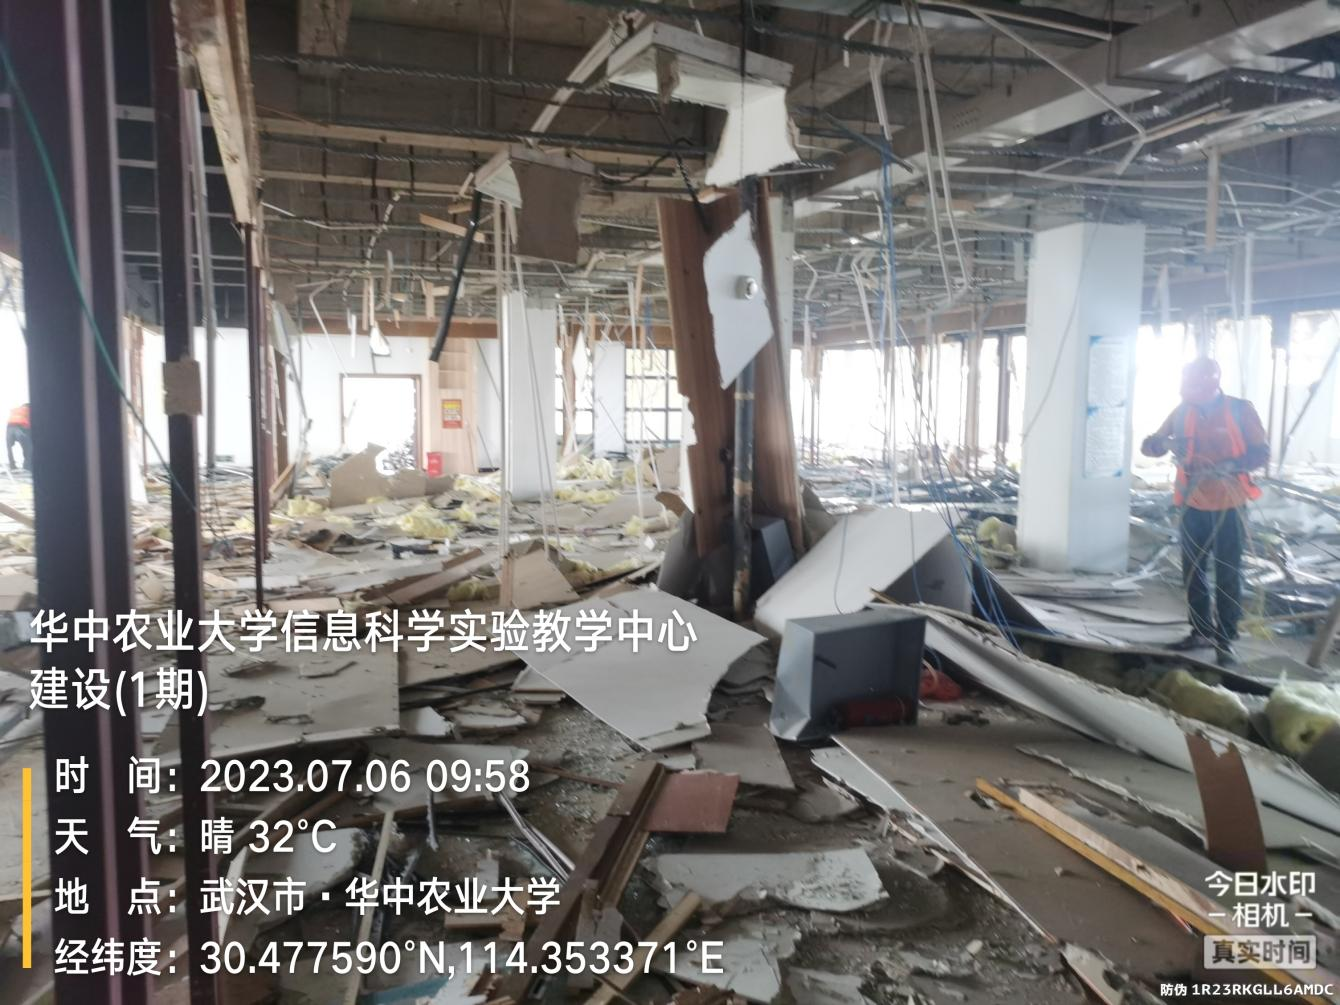 华中农业大学信息科学实验教学中心
建设(1期)
时 间：2023.07.06 09:58
天 气：晴 32°C
地 点：武汉市·华中农业大学
经纬度：30.477590°N,114.353371°E
今日水印
相机
真实时间
防伪 1R23RKGLL6AMDC